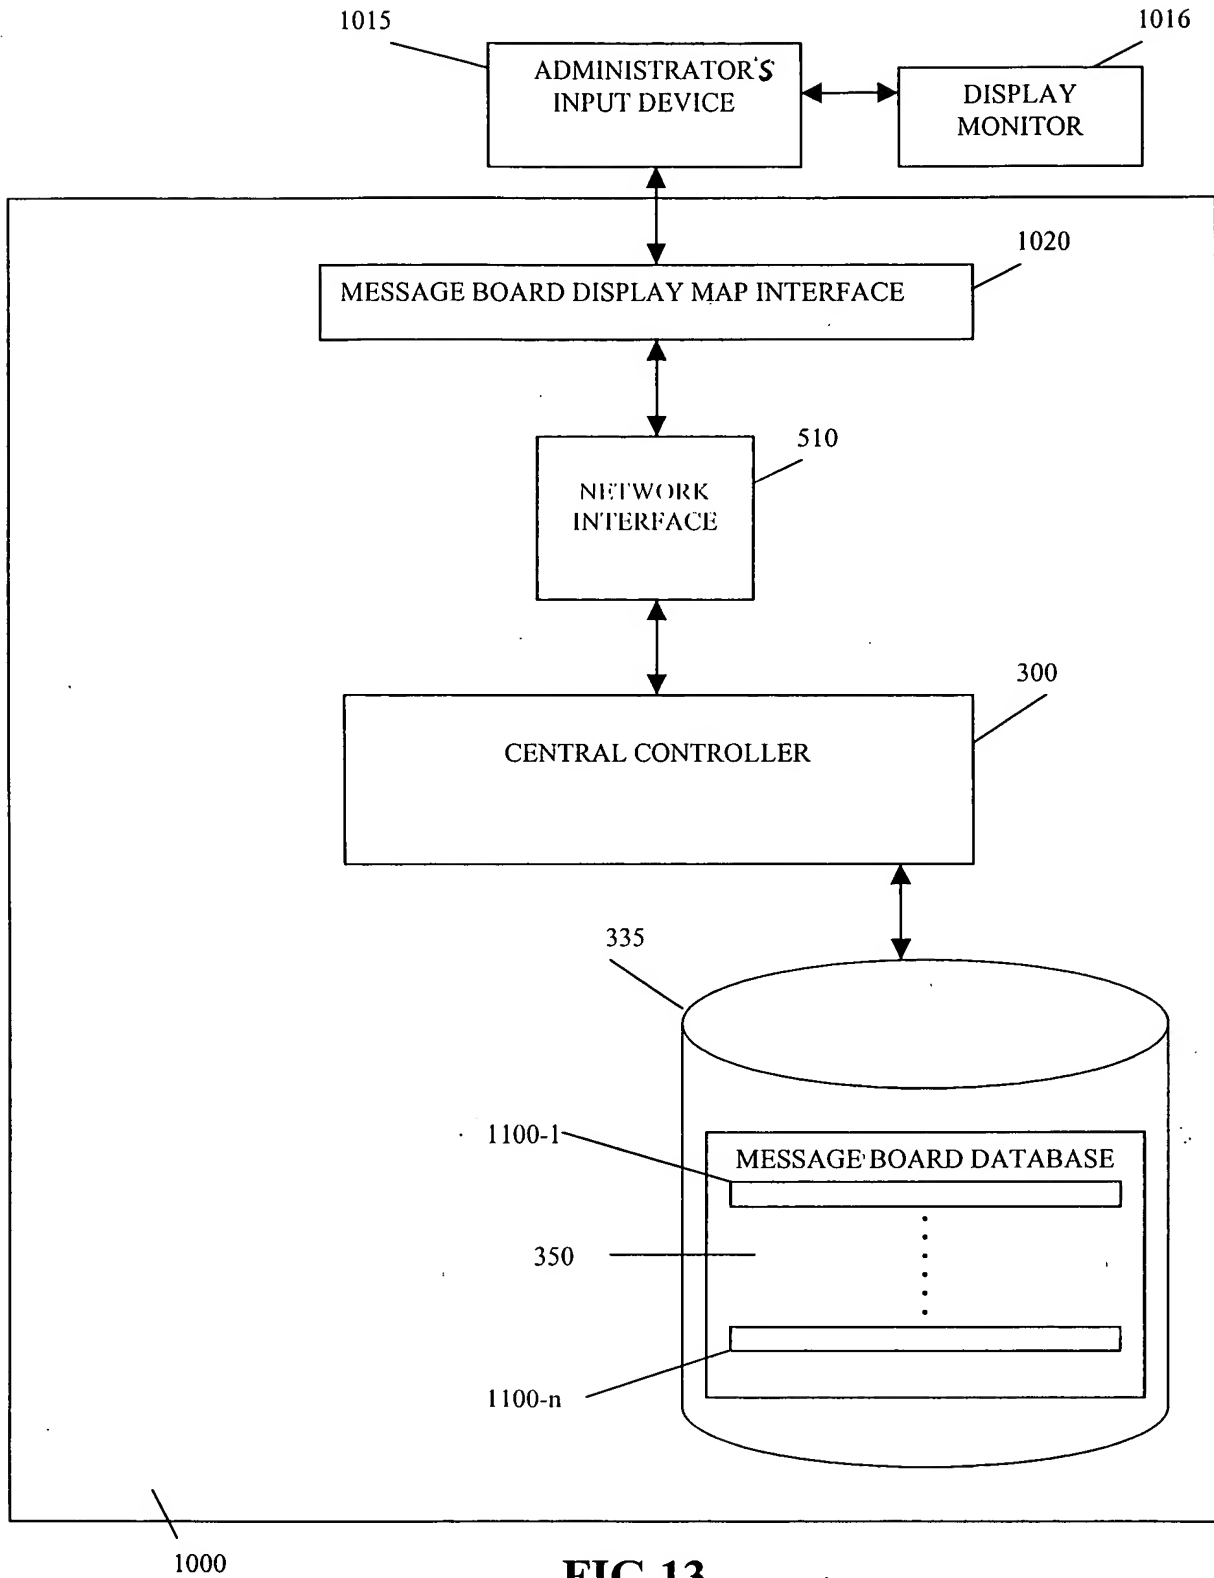 1015
1016
ADMINISTRATOR'S
INPUT DEVICE
DISPLAY
MONITOR
1020
MESSAGE BOARD DISPLAY MAP INTERFACE
510
NETWORK
INTERFACE
300
CENTRAL CONTROLLER
335
1100-1
MESSAGE BOARD DATABASE
350
1100-n
1000
FIG 13